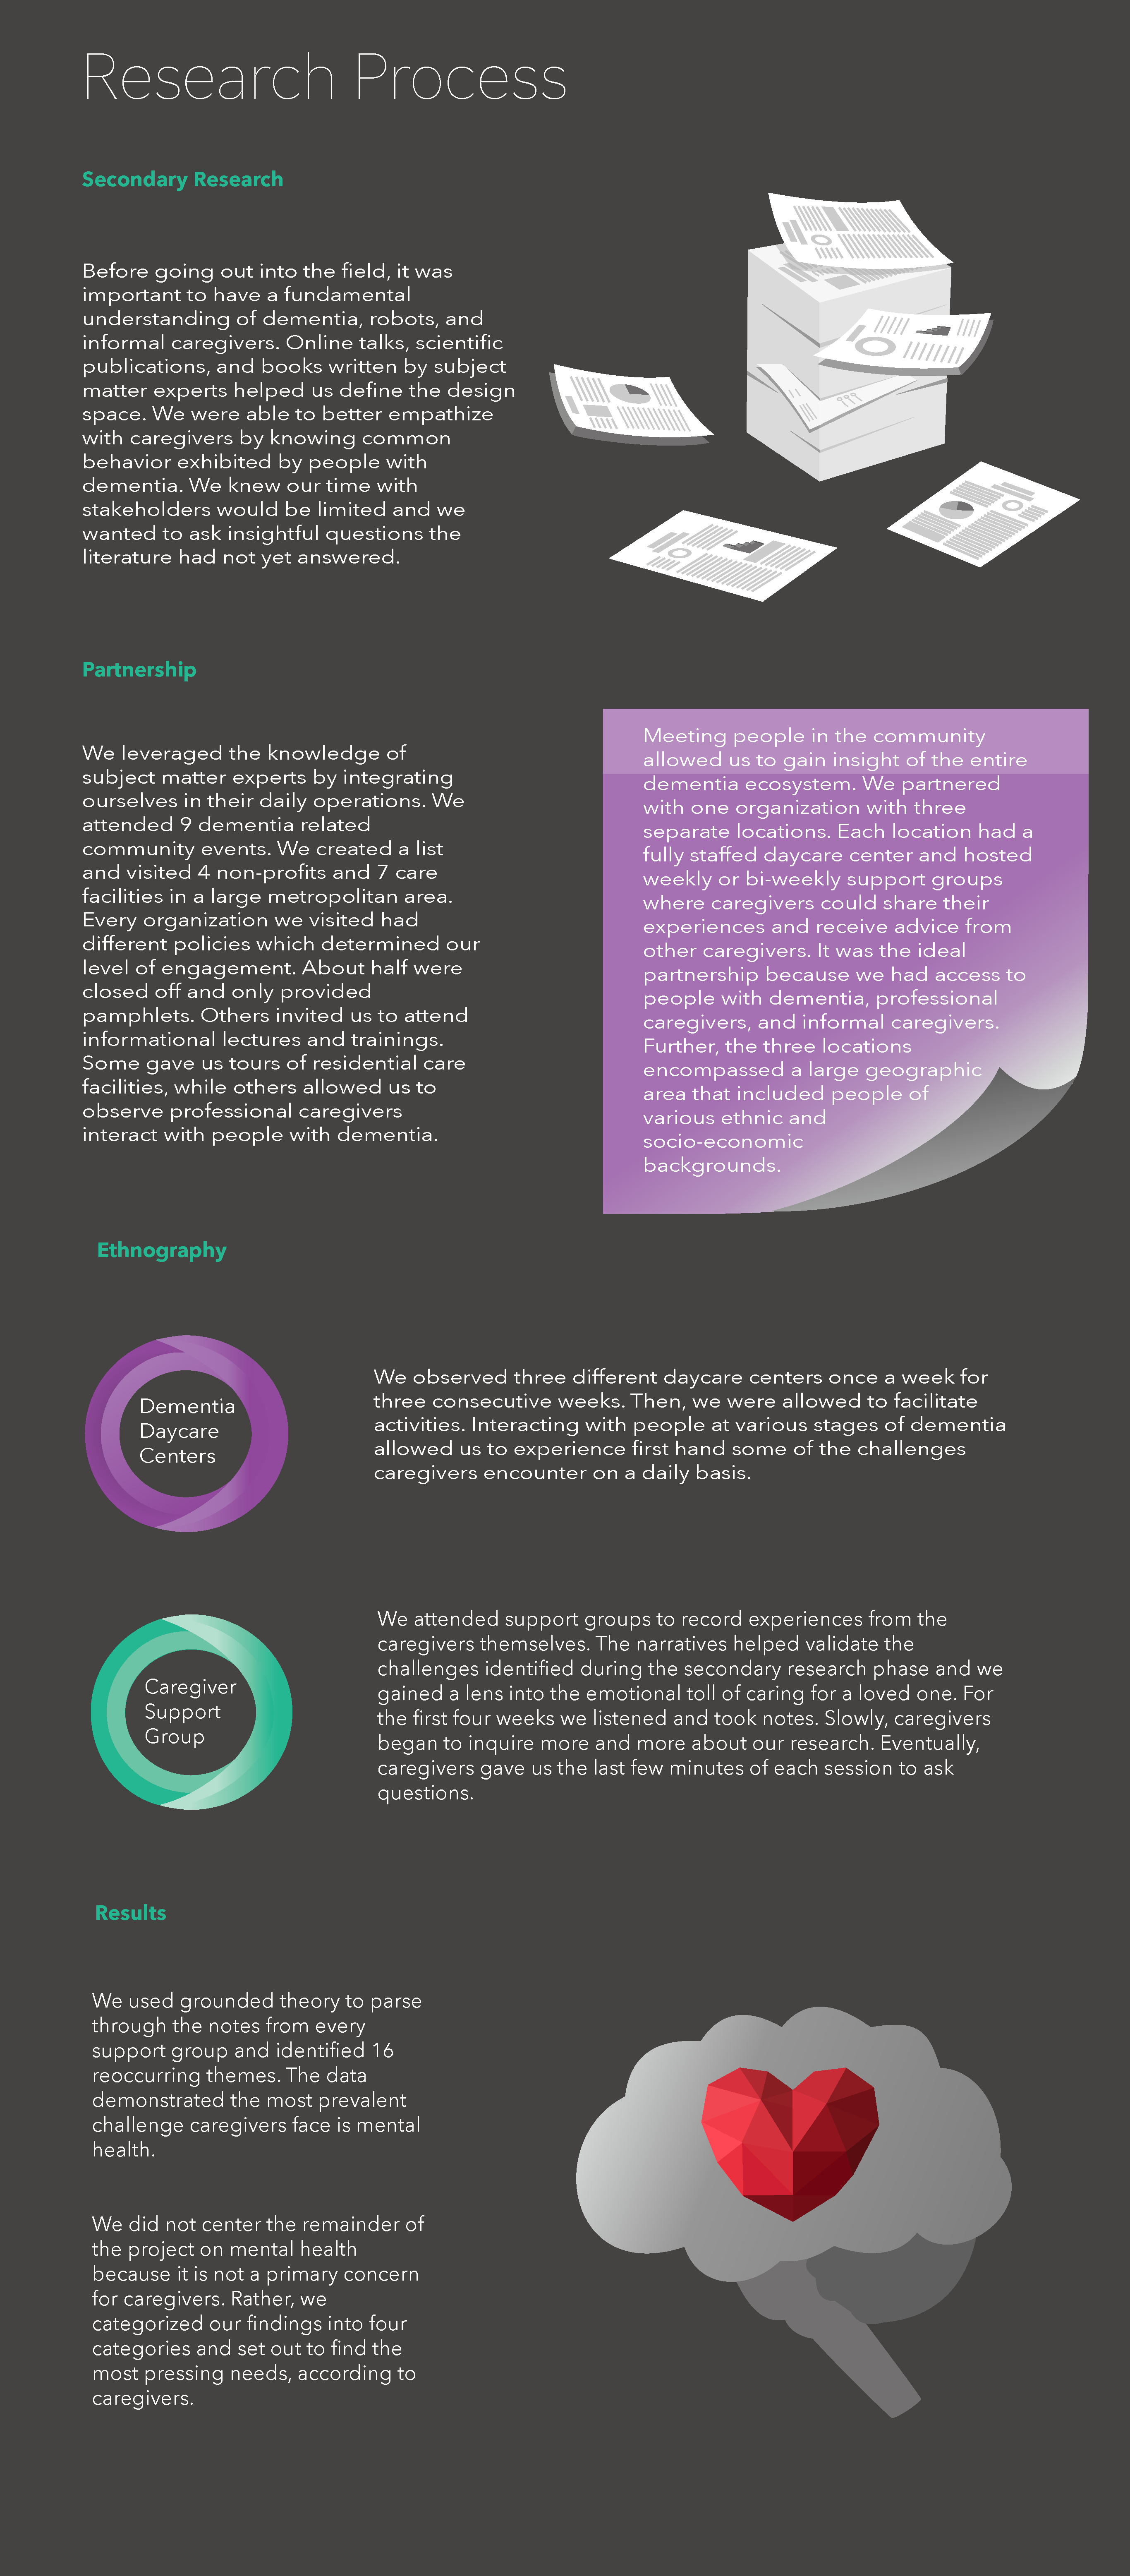 Research Process
Secondary Research
Before going out into the field, it was
important to have a fundamental
understanding of dementia, robots, and
informal caregivers. Online talks, scientific
publications, and books written by subject
matter experts helped us define the design
space. We were able to better empathize
with caregivers by knowing common
behavior exhibited by people with
dementia. We knew our time with
stakeholders would be limited and we
wanted to ask insightful questions the
literature had not yet answered.
Partnership
We leveraged the knowledge of
subject matter experts by integrating
ourselves in their daily operations. We
attended 9 dementia related
community events. We created a list
and visited 4 non-profits and 7 care
facilities in a large metropolitan area.
Every organization we visited had
different policies which determined our
level of engagement. About half were
closed off and only provided
pamphlets. Others invited us to attend
informational lectures and trainings.
Some gave us tours of residential care
facilities, while others allowed us to
observe professional caregivers
interact with people with dementia.
Meeting people in the community
allowed us to gain insight of the entire
dementia ecosystem. We partnered
with one organization with three
separate locations. Each location had a
fully staffed daycare center and hosted
weekly or bi-weekly support groups
where caregivers could share their
experiences and receive advice from
other caregivers. It was the ideal
partnership because we had access to
people with dementia, professional
caregivers, and informal caregivers.
Further, the three locations
encompassed a large geographic
area that included people of
various ethnic and
socio-economic
backgrounds.
Ethnography
Dementia
Daycare
Centers
We observed three different daycare centers once a week for
three consecutive weeks. Then, we were allowed to facilitate
activities. Interacting with people at various stages of dementia
allowed us to experience first hand some of the challenges
caregivers encounter on a daily basis.
Caregiver
Support
Group
We attended support groups to record experiences from the
caregivers themselves. The narratives helped validate the
challenges identified during the secondary research phase and we
gained a lens into the emotional toll of caring for a loved one. For
the first four weeks we listened and took notes. Slowly, caregivers
began to inquire more and more about our research. Eventually,
caregivers gave us the last few minutes of each session to ask
questions.
Results
We used grounded theory to parse
through the notes from every
support group and identified 16
reoccurring themes. The data
demonstrated the most prevalent
challenge caregivers face is mental
health.
We did not center the remainder of
the project on mental health
because it is not a primary concern
for caregivers. Rather, we
categorized our findings into four
categories and set out to find the
most pressing needs, according to
caregivers.